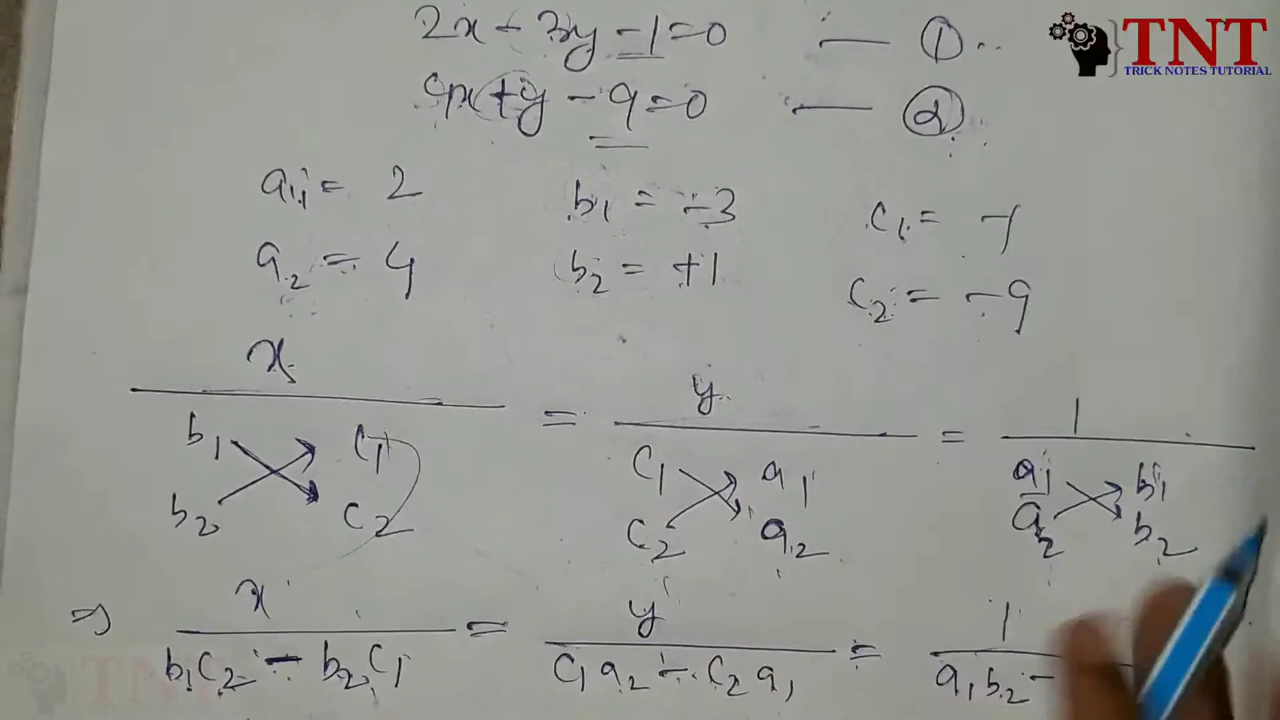 2x - 3y - 1 = 0 — ①
TNT
TRICK NOTES TUTORIAL
4x + y - 9 = 0 — ②
a₁ = 2 b₁ = -3 c₁ = -1
a₂ = 4 b₂ = +1 c₂ = -9
x = y = 1
b₁ c₁ c₁ a₁ a₁ b₁
b₂ c₂ c₂ a₂ a₂ b₂
⇒ x = y = 1
b₁c₂ - b₂c₁ c₁a₂ - c₂a₁ a₁b₂ -
TNT